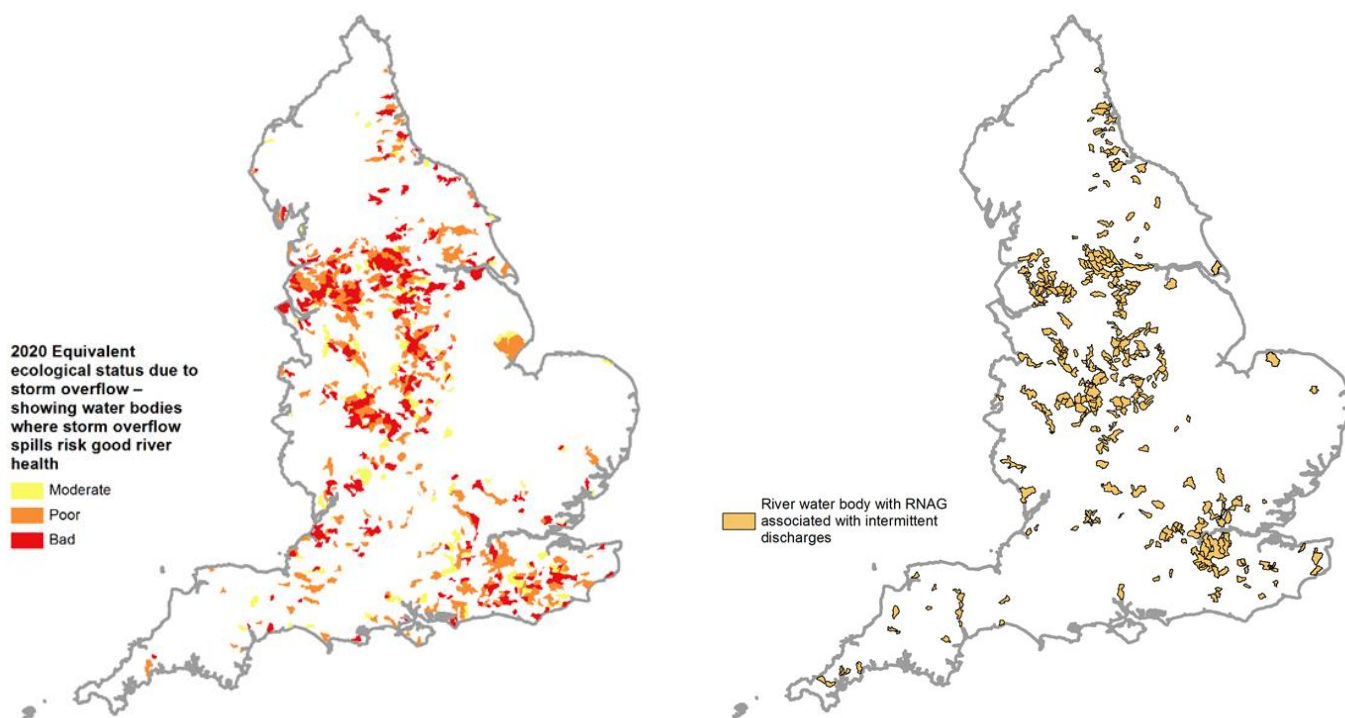 2020 Equivalent
ecological status due to
storm overflow –
showing water bodies
where storm overflow
spills risk good river
health
Moderate
Poor
Bad
River water body with RNAG
associated with intermittent
discharges